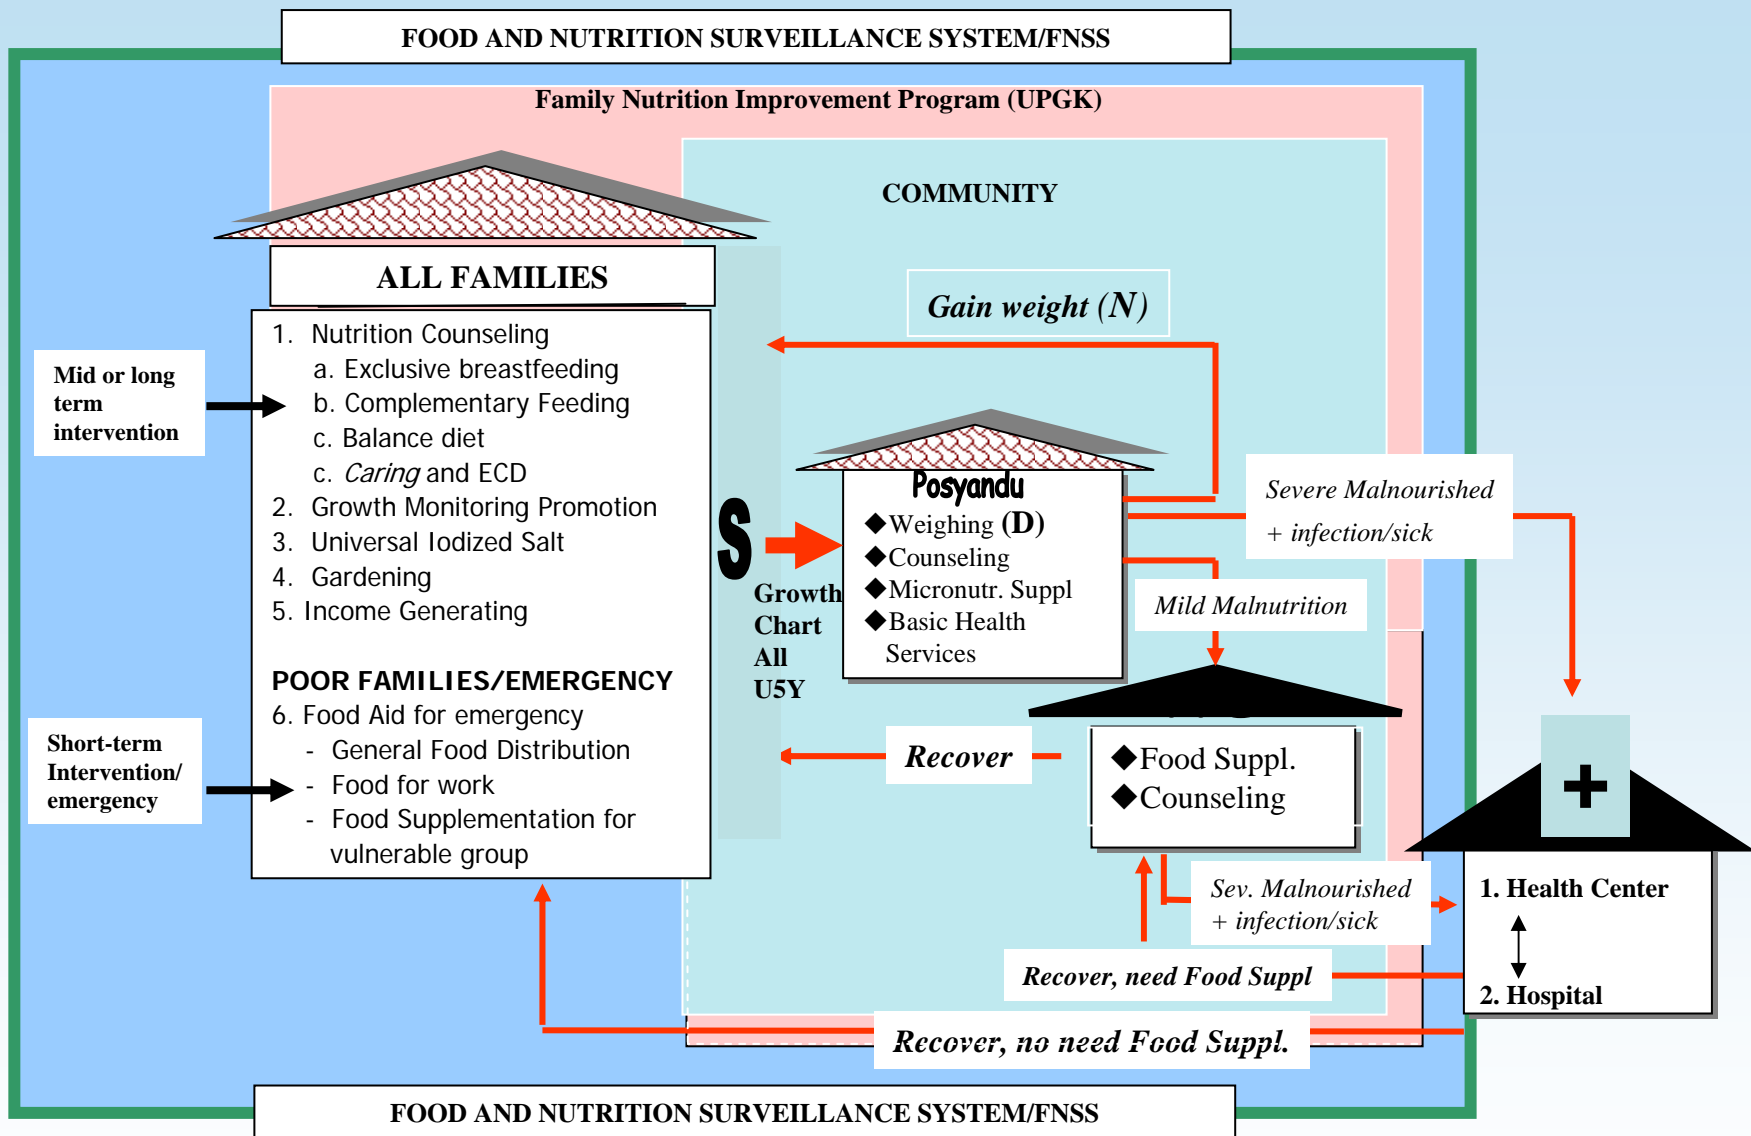 FOOD AND NUTRITION SURVEILLANCE SYSTEM/FNSS
Family Nutrition Improvement Program (UPGK)
COMMUNITY
ALL FAMILIES
1. Nutrition Counseling
a. Exclusive breastfeeding
b. Complementary Feeding
c. Balance diet
c. Caring and ECD
2. Growth Monitoring Promotion
3. Universal Iodized Salt
4. Gardening
5. Income Generating
POOR FAMILIES/EMERGENCY
6. Food Aid for emergency
- General Food Distribution
- Food for work
- Food Supplementation for
vulnerable group
Mid or long
term
intervention
Short-term
Intervention/
emergency
S
Growth
Chart
All
U5Y
Gain weight (N)
Posyandu
◆Weighing (D)
◆Counseling
◆Micronutr. Suppl
◆Basic Health
Services
Severe Malnourished
+ infection/sick
Mild Malnutrition
Recover
◆Food Suppl.
◆Counseling
Sev. Malnourished
+ infection/sick
Recover, need Food Suppl
Recover, no need Food Suppl.
+
1. Health Center
2. Hospital
FOOD AND NUTRITION SURVEILLANCE SYSTEM/FNSS